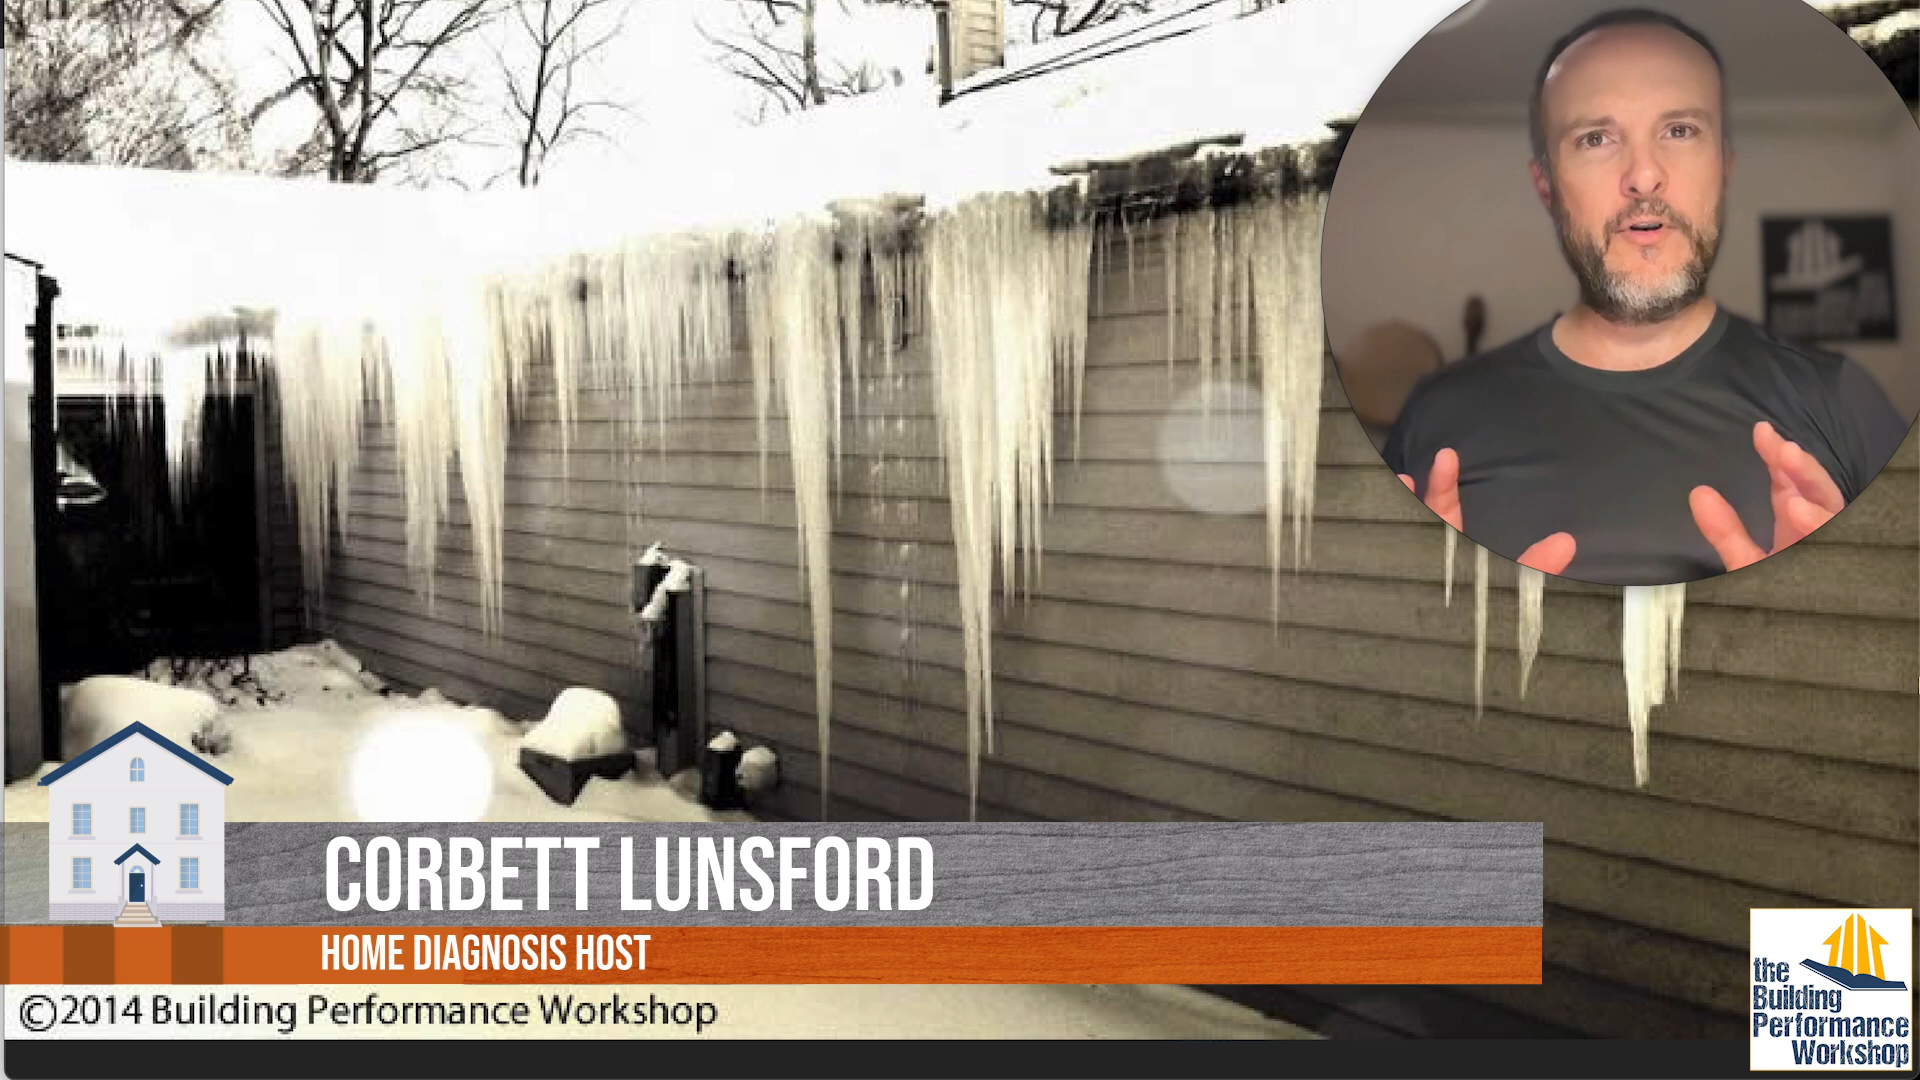 CORBETT LUNSFORD
HOME DIAGNOSIS HOST
©2014 Building Performance Workshop
the
Building
Performance
Workshop